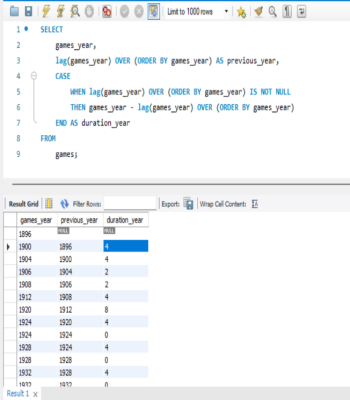 Limit to 1000 rows
1 SELECT
2 games_year,
3 lag(games_year) OVER (ORDER BY games_year) AS previous_year,
4 CASE
5 WHEN lag(games_year) OVER (ORDER BY games_year) IS NOT NULL
6 THEN games_year - lag(games_year) OVER (ORDER BY games_year)
7 END AS duration_year
8 FROM
9 games;
Result Grid Filter Rows: Export: Wrap Cell Content:
games_year previous_year duration_year
1896 NULL NULL
1900 1896 4
1904 1900 4
1906 1904 2
1908 1906 2
1912 1908 4
1920 1912 8
1924 1920 4
1924 1924 0
1928 1924 4
1928 1928 0
1932 1928 4
1932 1932 0
Result 1 x